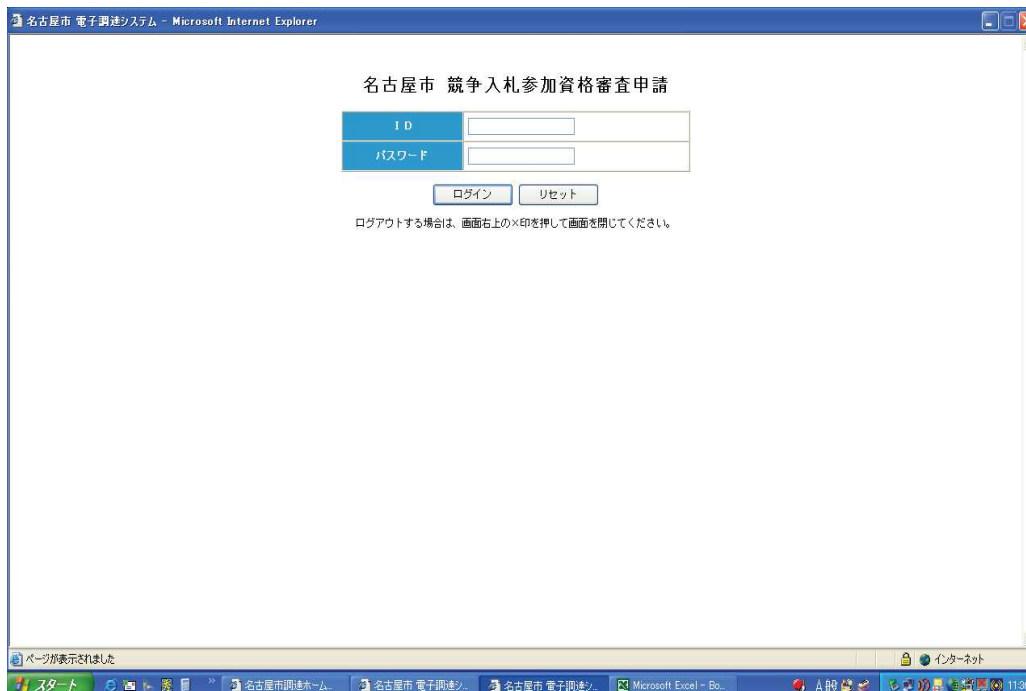 名古屋市 電子調達システム - Microsoft Internet Explorer
名古屋市 競争入札参加資格審査申請
ＩＤ
パスワード
ログイン リセット
ログアウトする場合は、画面右上の×印を押して画面を閉じてください。
ページが表示されました
インターネット
スタート
名古屋市調達ホーム...
名古屋市 電子調達シ...
名古屋市 電子調達シ...
Microsoft Excel - Bo...
A 般